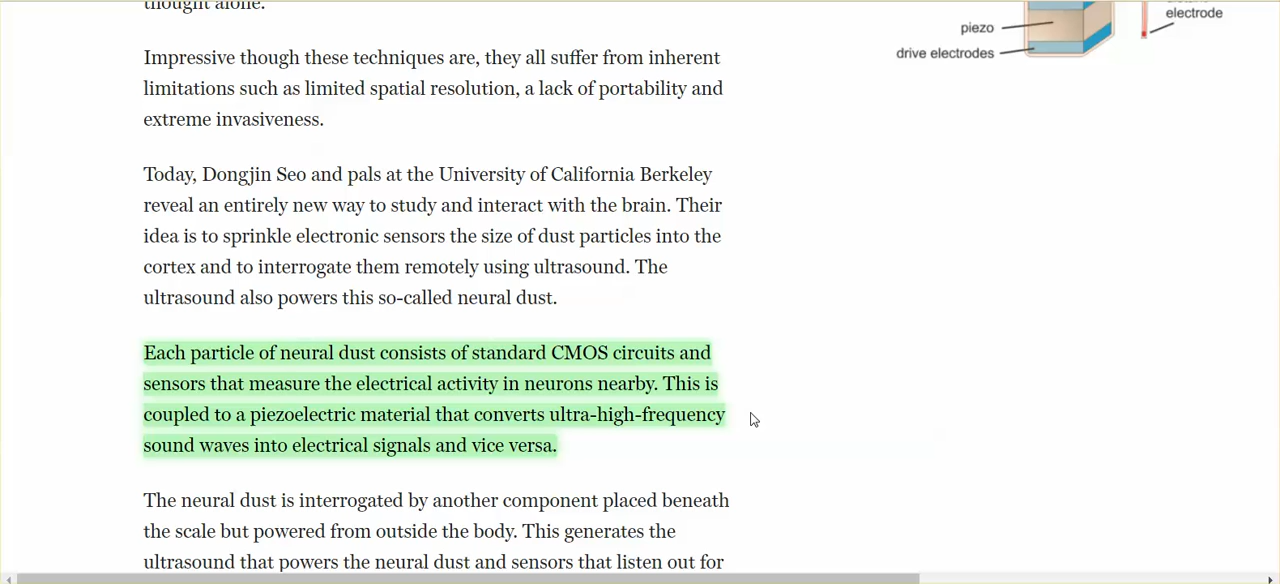 thought alone.
electrode
piezo
drive electrodes
Impressive though these techniques are, they all suffer from inherent
limitations such as limited spatial resolution, a lack of portability and
extreme invasiveness.
Today, Dongjin Seo and pals at the University of California Berkeley
reveal an entirely new way to study and interact with the brain. Their
idea is to sprinkle electronic sensors the size of dust particles into the
cortex and to interrogate them remotely using ultrasound. The
ultrasound also powers this so-called neural dust.
Each particle of neural dust consists of standard CMOS circuits and
sensors that measure the electrical activity in neurons nearby. This is
coupled to a piezoelectric material that converts ultra-high-frequency
sound waves into electrical signals and vice versa.
The neural dust is interrogated by another component placed beneath
the scale but powered from outside the body. This generates the
ultrasound that powers the neural dust and sensors that listen out for